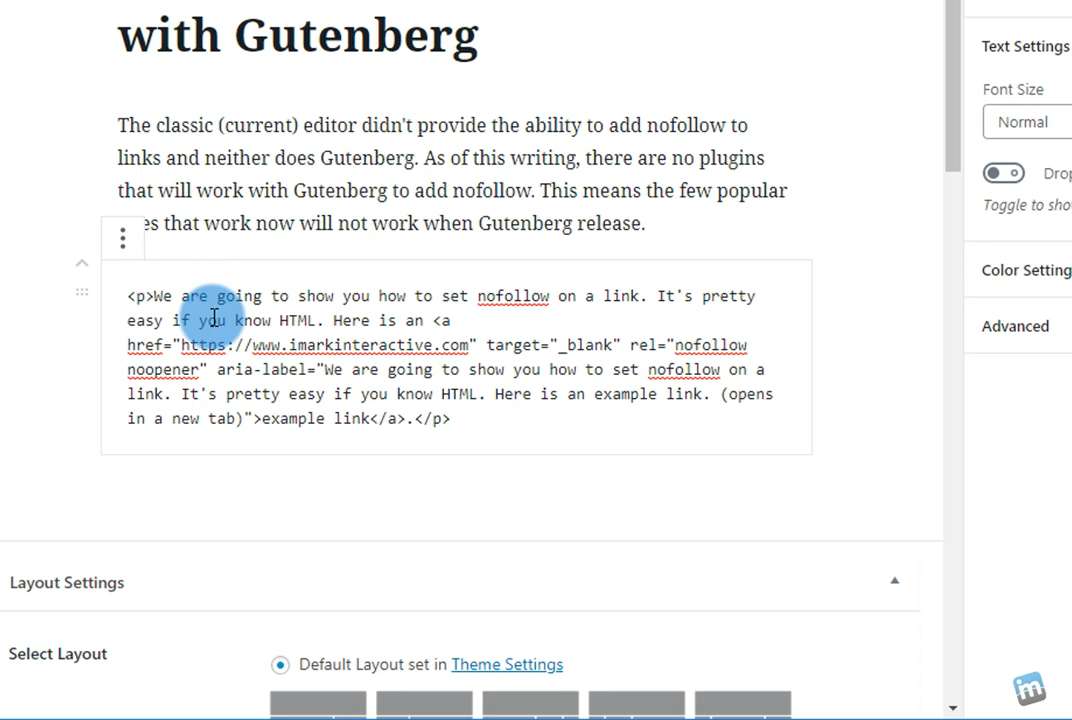 with Gutenberg
Text Settings
Font Size
Normal
The classic (current) editor didn't provide the ability to add nofollow to
links and neither does Gutenberg. As of this writing, there are no plugins
that will work with Gutenberg to add nofollow. This means the few popular
es that work now will not work when Gutenberg release.
Drop
Toggle to sho
Color Setting
Advanced
<p>We are going to show you how to set nofollow on a link. It's pretty
easy if you know HTML. Here is an <a
href="https://www.imarkinteractive.com" target="_blank" rel="nofollow
noopener" aria-label="We are going to show you how to set nofollow on a
link. It's pretty easy if you know HTML. Here is an example link. (opens
in a new tab)">example link</a>.</p>
Layout Settings
Select Layout
Default Layout set in Theme Settings
im